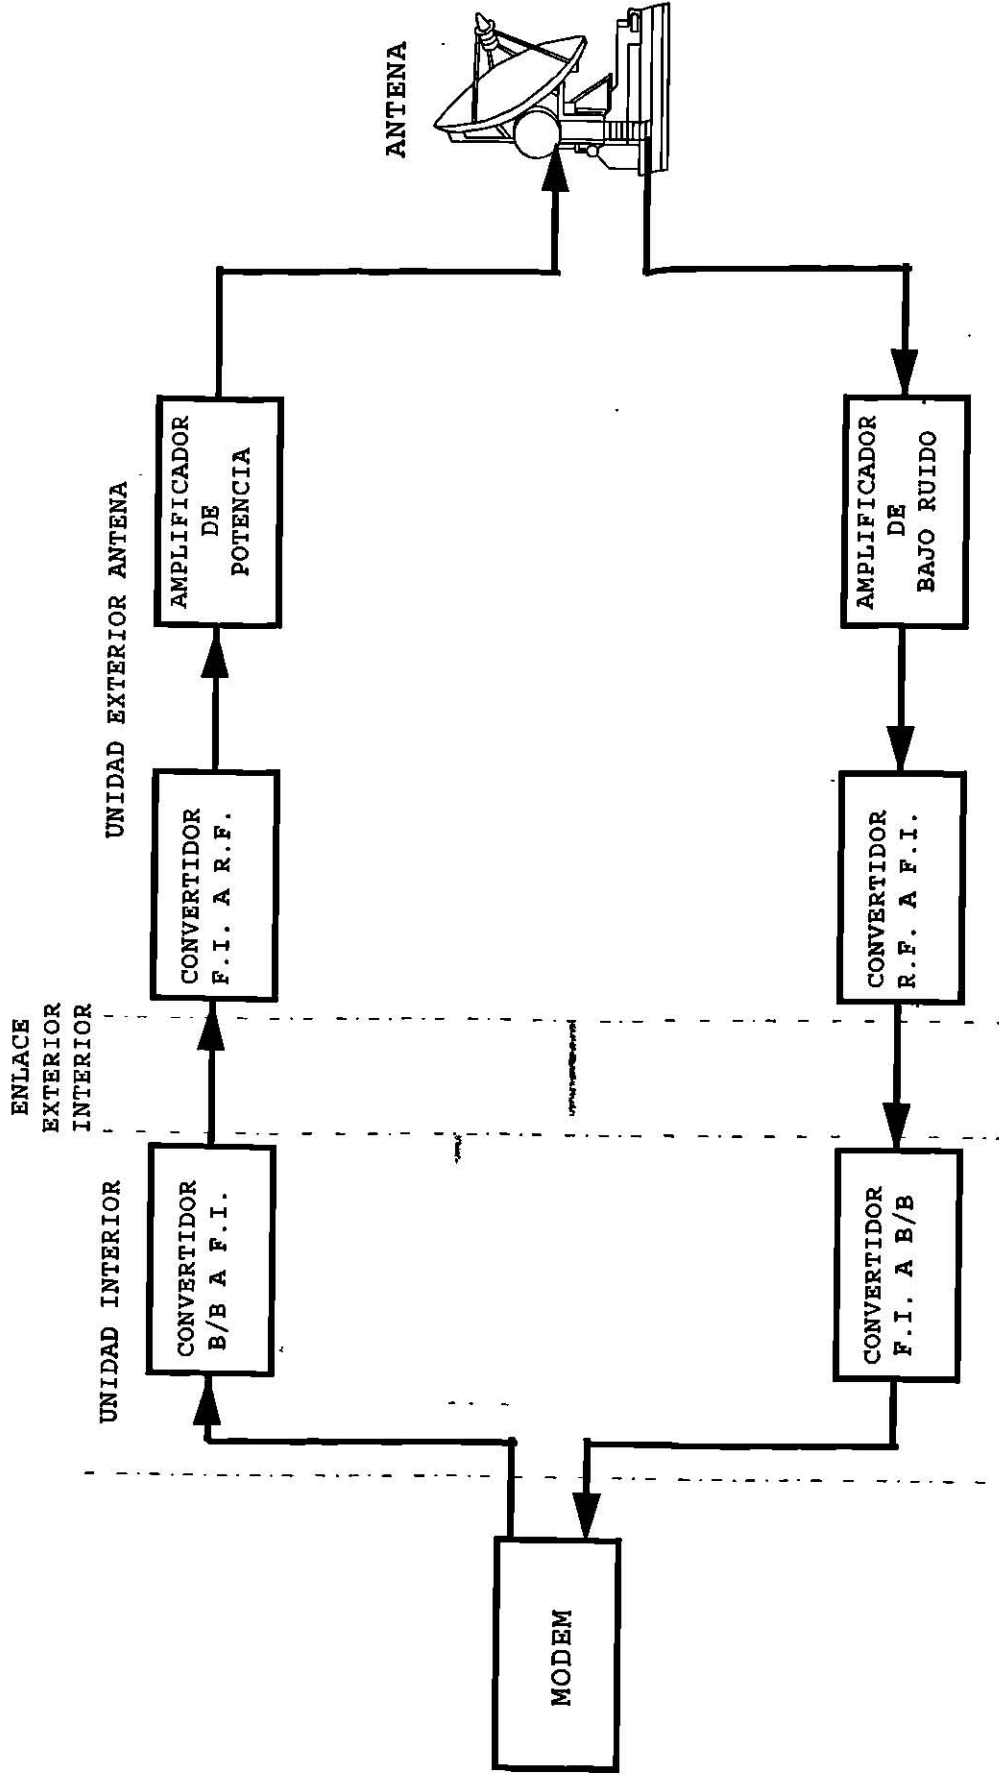 ENLACE
EXTERIOR
INTERIOR
UNIDAD INTERIOR
UNIDAD EXTERIOR ANTENA
CONVERTIDOR
B/B A F.I.
CONVERTIDOR
F.I. A R.F.
AMPLIFICADOR
DE
POTENCIA
ANTENA
MODEM
CONVERTIDOR
F.I. A B/B
CONVERTIDOR
R.F. A F.I.
AMPLIFICADOR
DE
BAJO RUIDO